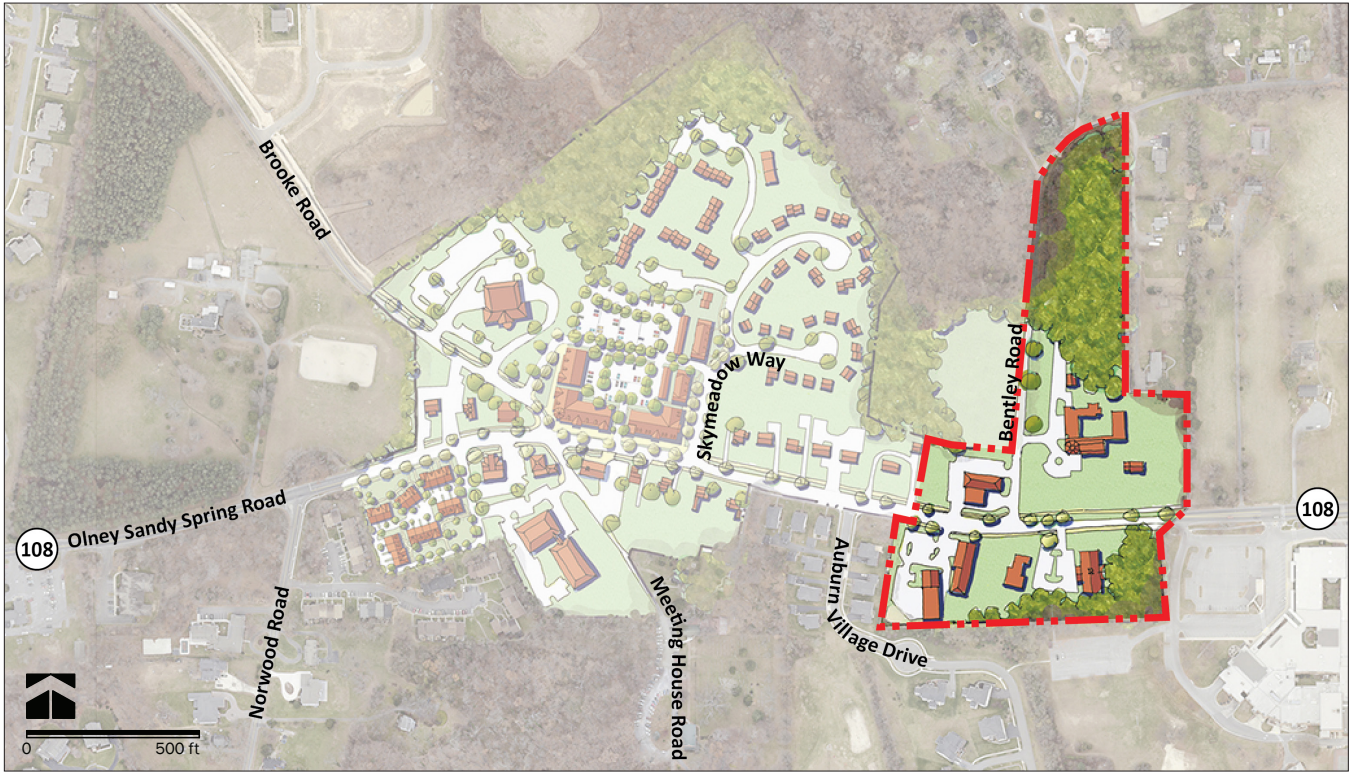 Brooke Road
Skymeadow Way
Bentley Road
108
Olney Sandy Spring Road
108
Auburn Village Drive
Meeting House Road
Norwood Road
0 500 ft